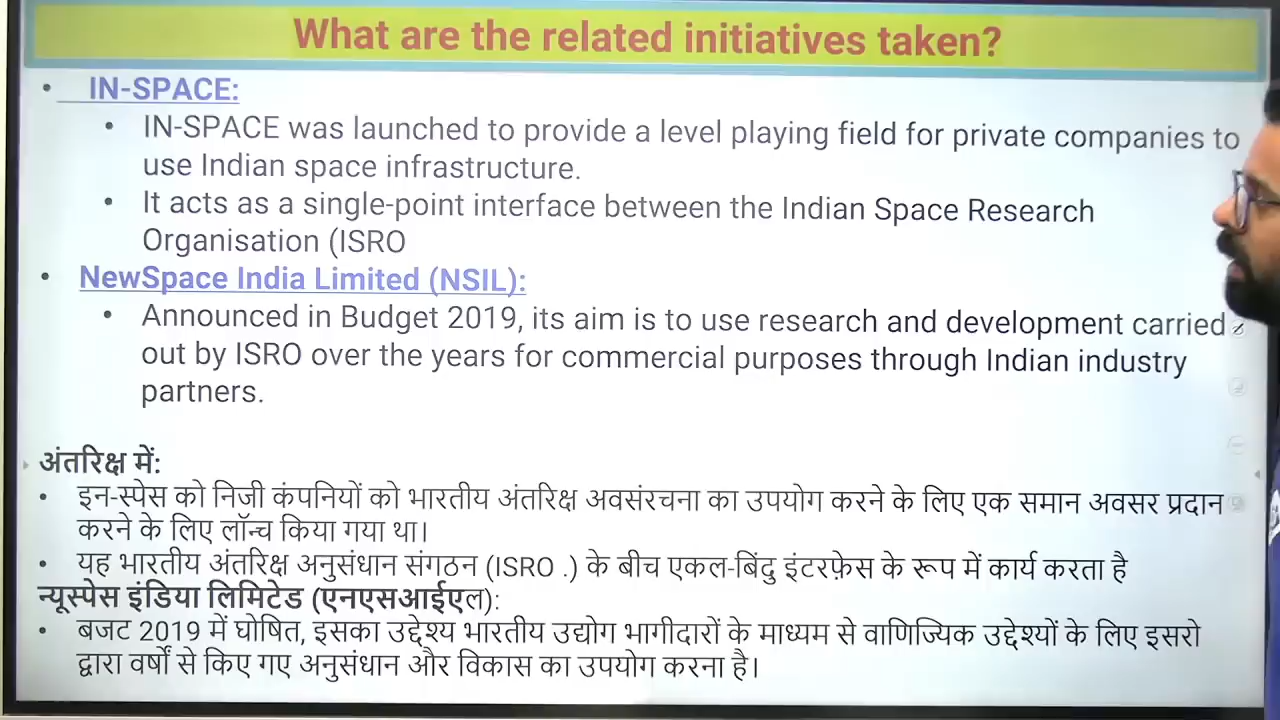 What are the related initiatives taken?
• IN-SPACE:
• IN-SPACE was launched to provide a level playing field for private companies to
use Indian space infrastructure.
• It acts as a single-point interface between the Indian Space Research
Organisation (ISRO
• NewSpace India Limited (NSIL):
• Announced in Budget 2019, its aim is to use research and development carried
out by ISRO over the years for commercial purposes through Indian industry
partners.
अंतरिक्ष में:
• इन-स्पेस को निजी कंपनियों को भारतीय अंतरिक्ष अवसंरचना का उपयोग करने के लिए एक समान अवसर प्रदान
करने के लिए लॉन्च किया गया था।
• यह भारतीय अंतरिक्ष अनुसंधान संगठन (ISRO .) के बीच एकल-बिंदु इंटरफ़ेस के रूप में कार्य करता है
न्यूस्पेस इंडिया लिमिटेड (एनएसआईएल):
• बजट 2019 में घोषित, इसका उद्देश्य भारतीय उद्योग भागीदारों के माध्यम से वाणिज्यिक उद्देश्यों के लिए इसरो
द्वारा वर्षों से किए गए अनुसंधान और विकास का उपयोग करना है।